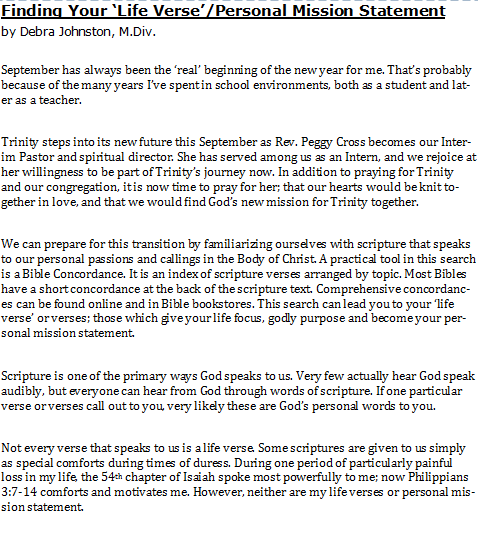 Finding Your ‘Life Verse’/Personal Mission Statement
by Debra Johnston, M.Div.
September has always been the ‘real’ beginning of the new year for me. That’s probably
because of the many years I’ve spent in school environments, both as a student and lat-
er as a teacher.
Trinity steps into its new future this September as Rev. Peggy Cross becomes our Inter-
im Pastor and spiritual director. She has served among us as an Intern, and we rejoice at
her willingness to be part of Trinity’s journey now. In addition to praying for Trinity
and our congregation, it is now time to pray for her; that our hearts would be knit to-
gether in love, and that we would find God’s new mission for Trinity together.
We can prepare for this transition by familiarizing ourselves with scripture that speaks
to our personal passions and callings in the Body of Christ. A practical tool in this search
is a Bible Concordance. It is an index of scripture verses arranged by topic. Most Bibles
have a short concordance at the back of the scripture text. Comprehensive concordanc-
es can be found online and in Bible bookstores. This search can lead you to your ‘life
verse’ or verses; those which give your life focus, godly purpose and become your per-
sonal mission statement.
Scripture is one of the primary ways God speaks to us. Very few actually hear God speak
audibly, but everyone can hear from God through words of scripture. If one particular
verse or verses call out to you, very likely these are God’s personal words to you.
Not every verse that speaks to us is a life verse. Some scriptures are given to us simply
as special comforts during times of duress. During one period of particularly painful
loss in my life, the 54th chapter of Isaiah spoke most powerfully to me; now Philippians
3:7-14 comforts and motivates me. However, neither are my life verses or personal mis-
sion statement.